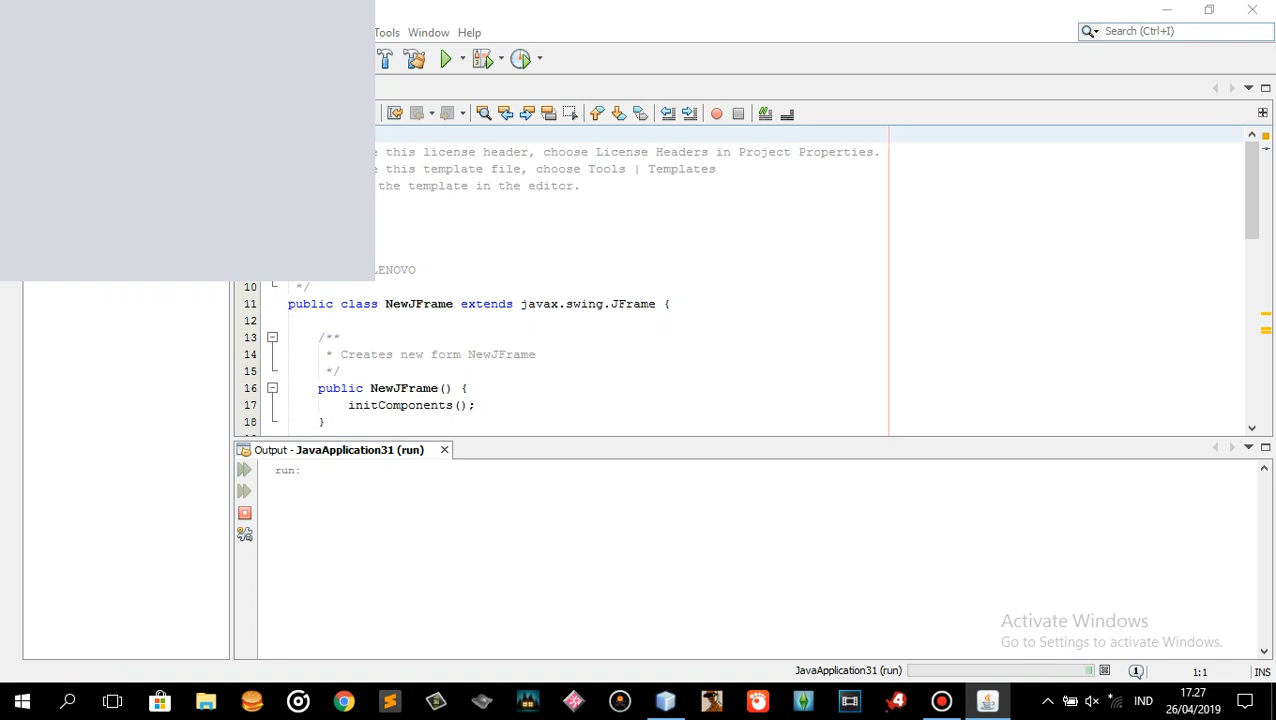 Tools Window Help
Search (Ctrl+I)
this license header, choose License Headers in Project Properties.
this template file, choose Tools | Templates
the template in the editor.
LENOVO
10 */
11 public class NewJFrame extends javax.swing.JFrame {
12
13 /**
14 * Creates new form NewJFrame
15 */
16 public NewJFrame() {
17 initComponents();
18 }
Output - JavaApplication31 (run)
run:
Activate Windows
Go to Settings to activate Windows.
JavaApplication31 (run)
1
1:1
INS
IND
17.27
26/04/2019